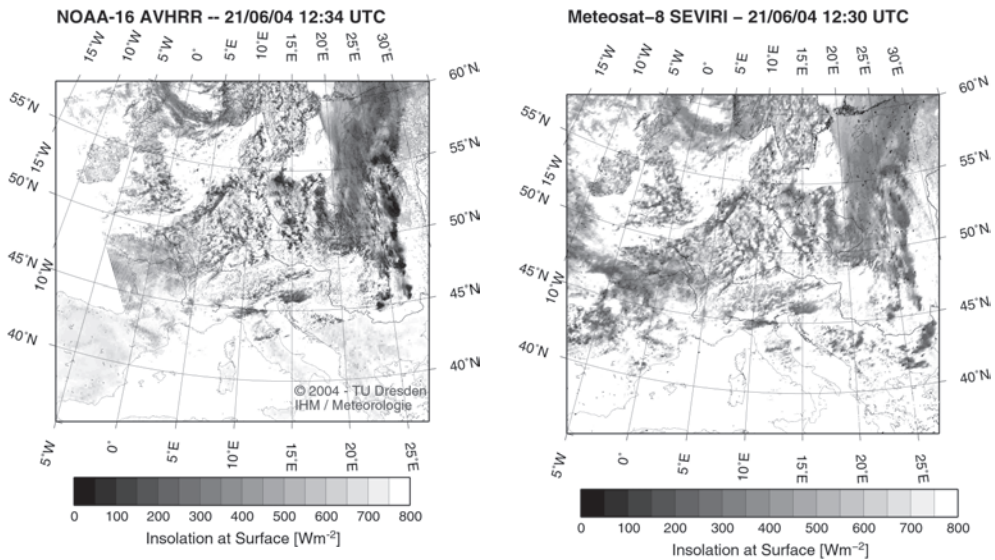 NOAA-16 AVHRR -- 21/06/04 12:34 UTC
15°W 10°W 5°W 0° 5°E 10°E 15°E 20°E 25°E 30°E
60°N
55°N
55°N
15°W
50°N
50°N
45°N
10°W
45°N
40°N
40°N
© 2004 - TU Dresden
IHM / Meteorologie
5°W 0° 5°E 10°E 15°E 20°E 25°E
0 100 200 300 400 500 600 700 800
Insolation at Surface [Wm⁻²]
Meteosat-8 SEVIRI – 21/06/04 12:30 UTC
15°W 10°W 5°W 0° 5°E 10°E 15°E 20°E 25°E 30°E
60°N
55°N
55°N
15°W
50°N
50°N
45°N
10°W
45°N
40°N
40°N
5°W 0° 5°E 10°E 15°E 20°E 25°E
0 100 200 300 400 500 600 700 800
Insolation at Surface [Wm⁻²]